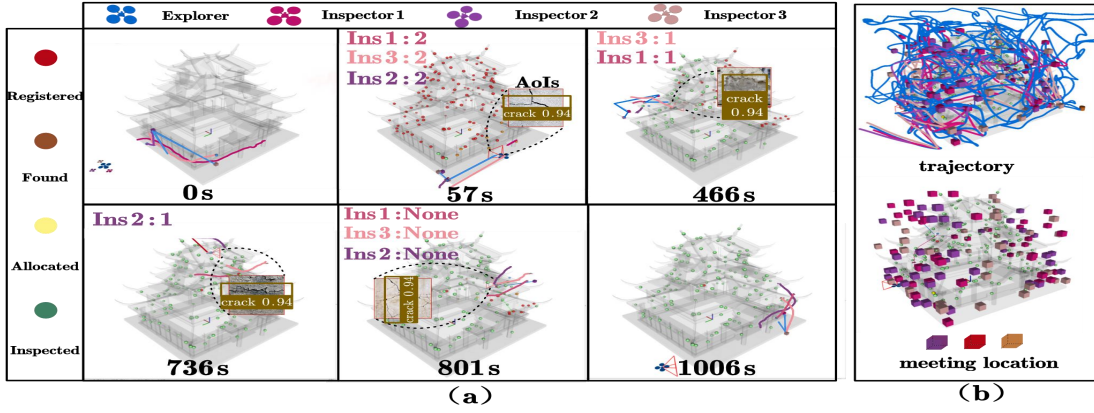 Explorer
Inspector 1
Inspector 2
Inspector 3
Registered
Found
Allocated
Inspected
0s
Ins1:2
Ins3:2
Ins2:2
AoIs
crack 0.94
57s
Ins3:1
Ins1:1
crack
0.94
466s
Ins2:1
crack 0.94
736s
Ins1:None
Ins3:None
Ins2:None
crack 0.94
801s
1006s
(a)
trajectory
meeting location
(b)